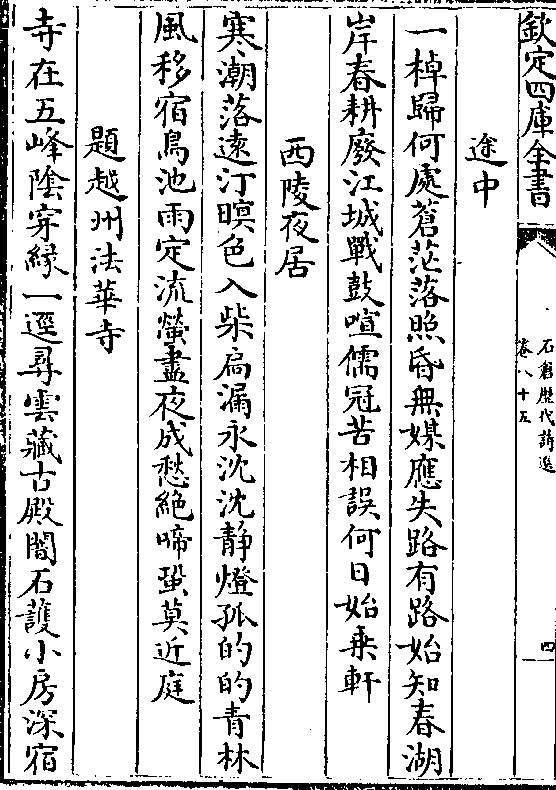 欽定四庫全書
石倉歷代詩選
卷八十五
四
途中
一棹歸何處蒼茫落照昏無媒應失路有路始知春湖
岸春耕廢江城戰鼓喧儒冠苦相誤何日始乗軒
西陵夜居
寒潮落遠汀暝色入柴扃漏永沈沈靜燈孤的的青林
風移宿鳥池雨定流螢盡夜成愁絶啼蛩莫近庭
題越州法華寺
寺在五峰陰穿緣一逕尋雲藏古殿闇石護小房深宿